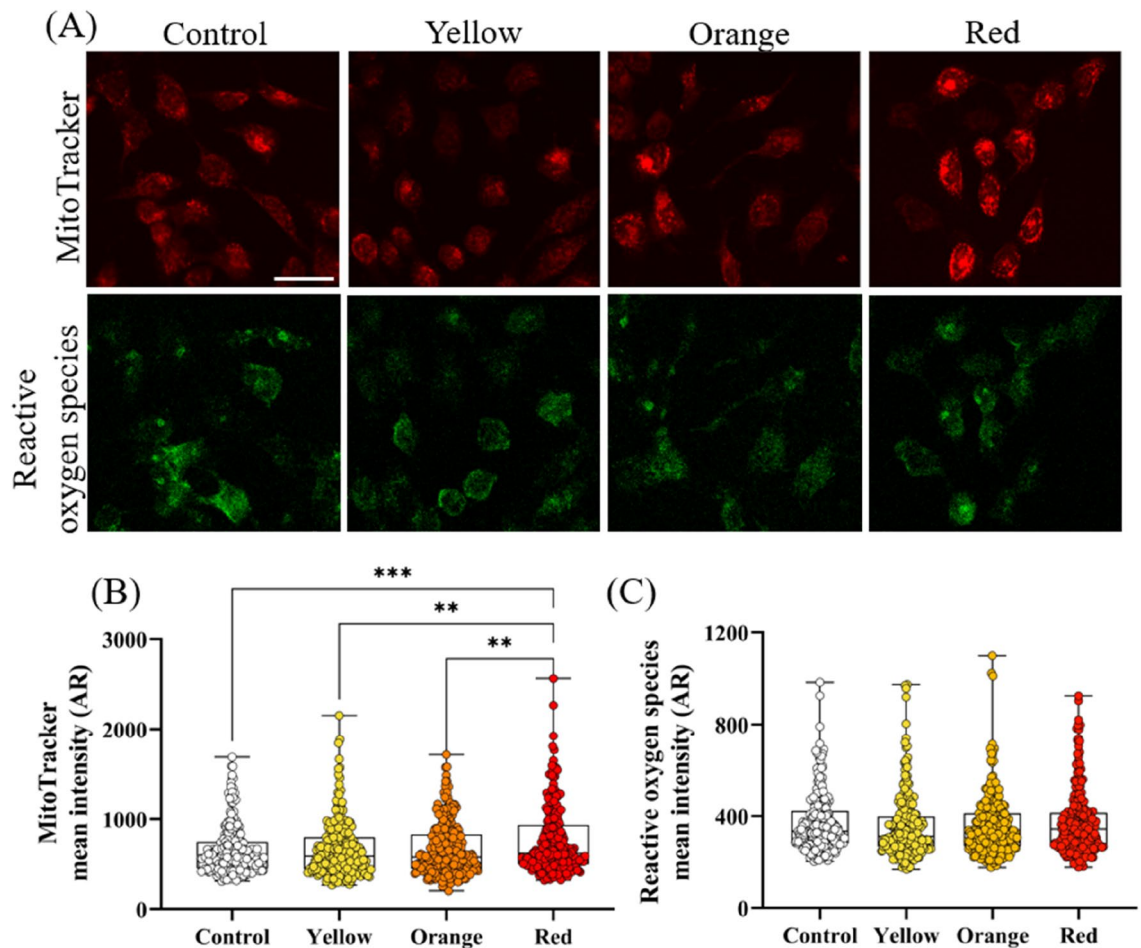 (A)
Control Yellow Orange Red
MitoTracker
Reactive
oxygen species
(B)
***
**
**
MitoTracker
mean intensity (AR)
3000
2000
1000
0
Control Yellow Orange Red
(C)
Reactive oxygen species
mean intensity (AR)
1200
800
400
0
Control Yellow Orange Red